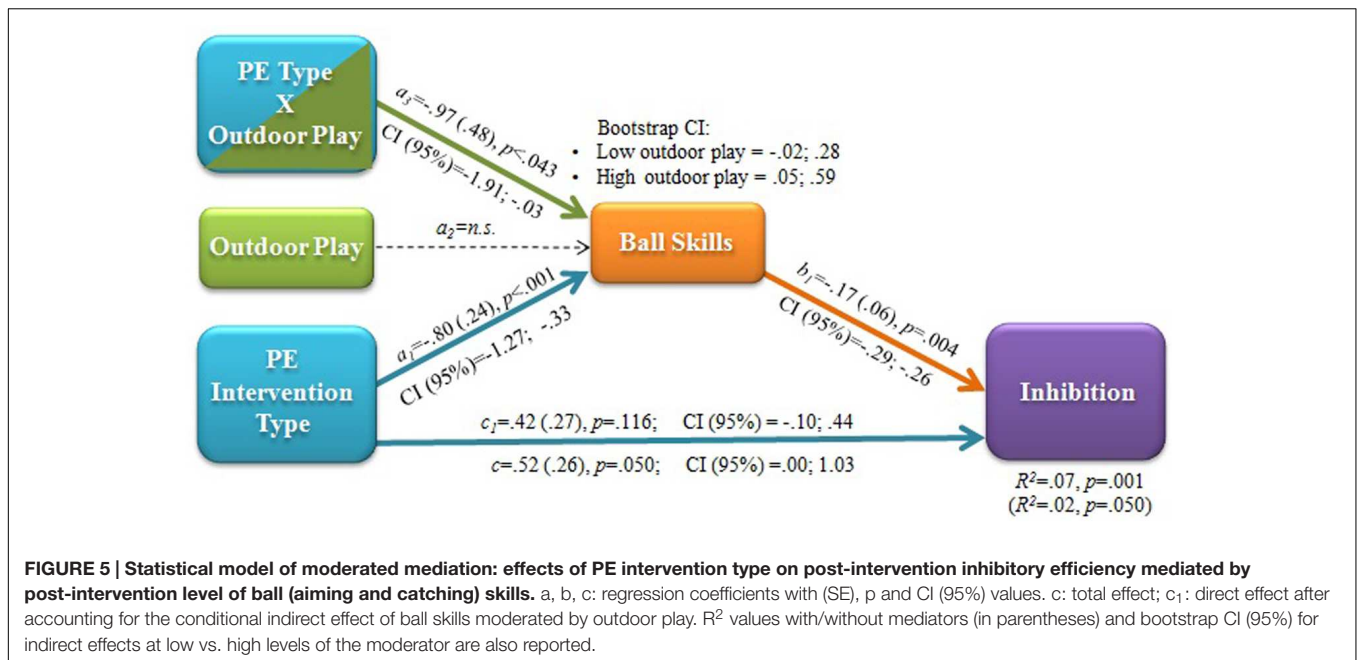 PE Type
X
Outdoor Play
a3=-.97 (.48), p<.043
CI (95%)=-1.91; -.03
Bootstrap CI:
• Low outdoor play = -.02; .28
• High outdoor play = .05; .59
Outdoor Play
a2=n.s.
Ball Skills
a1=-.80 (.24), p<.001
CI (95%)=-1.27; -.33
b1=-.17 (.06), p=.004
CI (95%)=-.29; -.26
PE
Intervention
Type
Inhibition
c1=.42 (.27), p=.116; CI (95%) = -.10; .44
c=.52 (.26), p=.050; CI (95%) =.00; 1.03
R2=.07, p=.001
(R2=.02, p=.050)
FIGURE 5 | Statistical model of moderated mediation: effects of PE intervention type on post-intervention inhibitory efficiency mediated by
post-intervention level of ball (aiming and catching) skills. a, b, c: regression coefficients with (SE), p and CI (95%) values. c: total effect; c1: direct effect after
accounting for the conditional indirect effect of ball skills moderated by outdoor play. R2 values with/without mediators (in parentheses) and bootstrap CI (95%) for
indirect effects at low vs. high levels of the moderator are also reported.